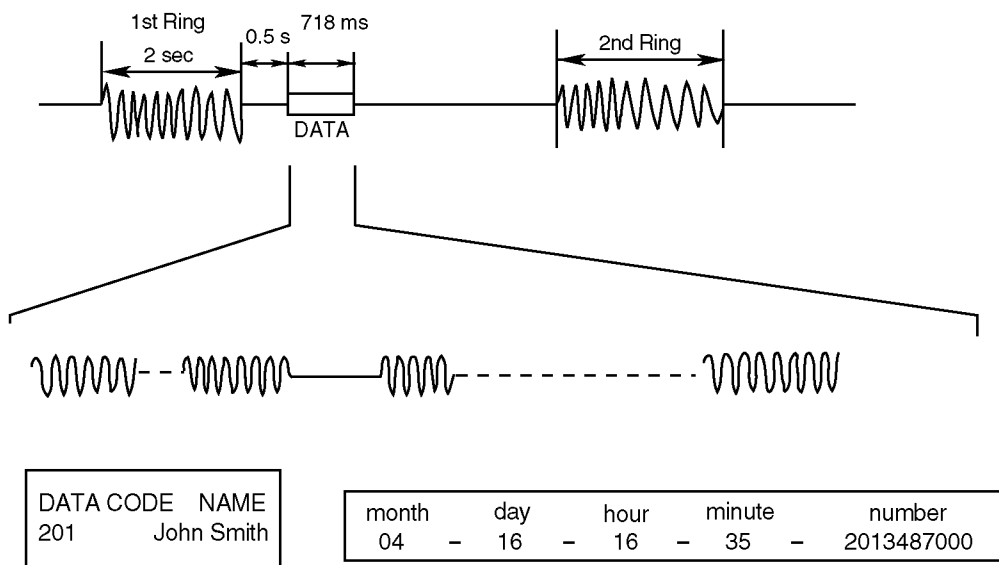 1st Ring
2 sec
0.5 s
718 ms
2nd Ring
DATA
DATA CODE NAME
201 John Smith
month day hour minute number
04 – 16 – 16 – 35 – 2013487000